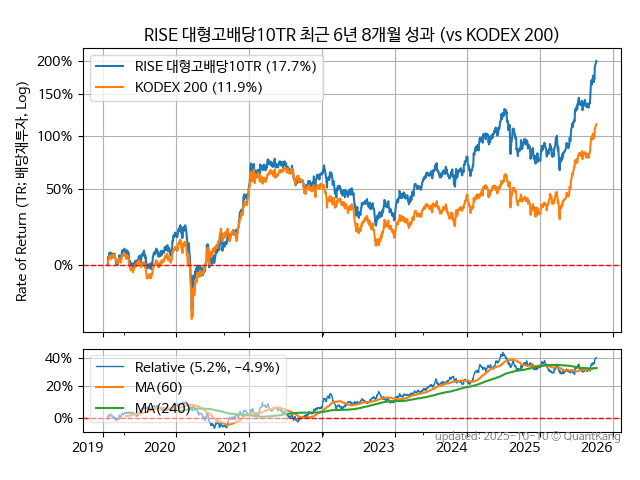 RISE 대형고배당10TR 최근 6년 8개월 성과 (vs KODEX 200)
Rate of Return (TR: 배당재투자, Log)
200%
150%
100%
50%
0%
RISE 대형고배당10TR (17.7%)
KODEX 200 (11.9%)
40%
20%
0%
Relative (5.2%, −4.9%)
MA(60)
MA(240)
2019 2020 2021 2022 2023 2024 2025 2026
updated: 2025-10-10 © QuantKang